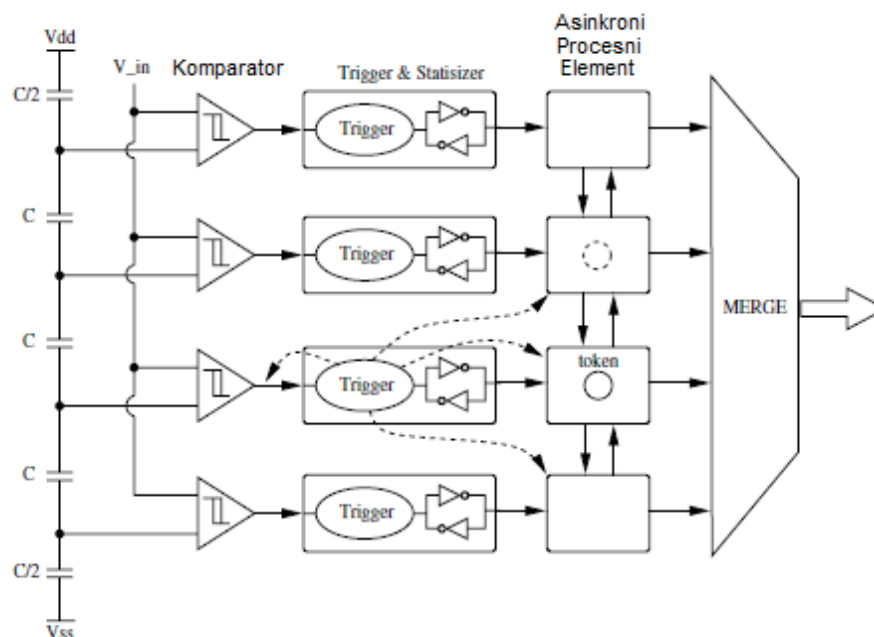 Vdd
V_in
Komparator
Trigger & Statisizer
Asinkroni
Procesni
Element
C/2
Trigger
C
Trigger
C
MERGE
token
Trigger
C
Trigger
C/2
Vss